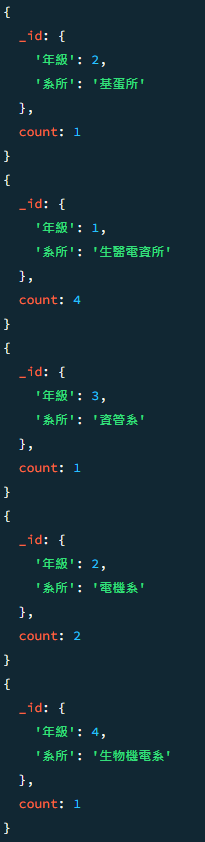 {
  _id: {
    '年級': 2,
    '系所': '基蛋所'
  },
  count: 1
}
{
  _id: {
    '年級': 1,
    '系所': '生醫電資所'
  },
  count: 4
}
{
  _id: {
    '年級': 3,
    '系所': '資管系'
  },
  count: 1
}
{
  _id: {
    '年級': 2,
    '系所': '電機系'
  },
  count: 2
}
{
  _id: {
    '年級': 4,
    '系所': '生物機電系'
  },
  count: 1
}